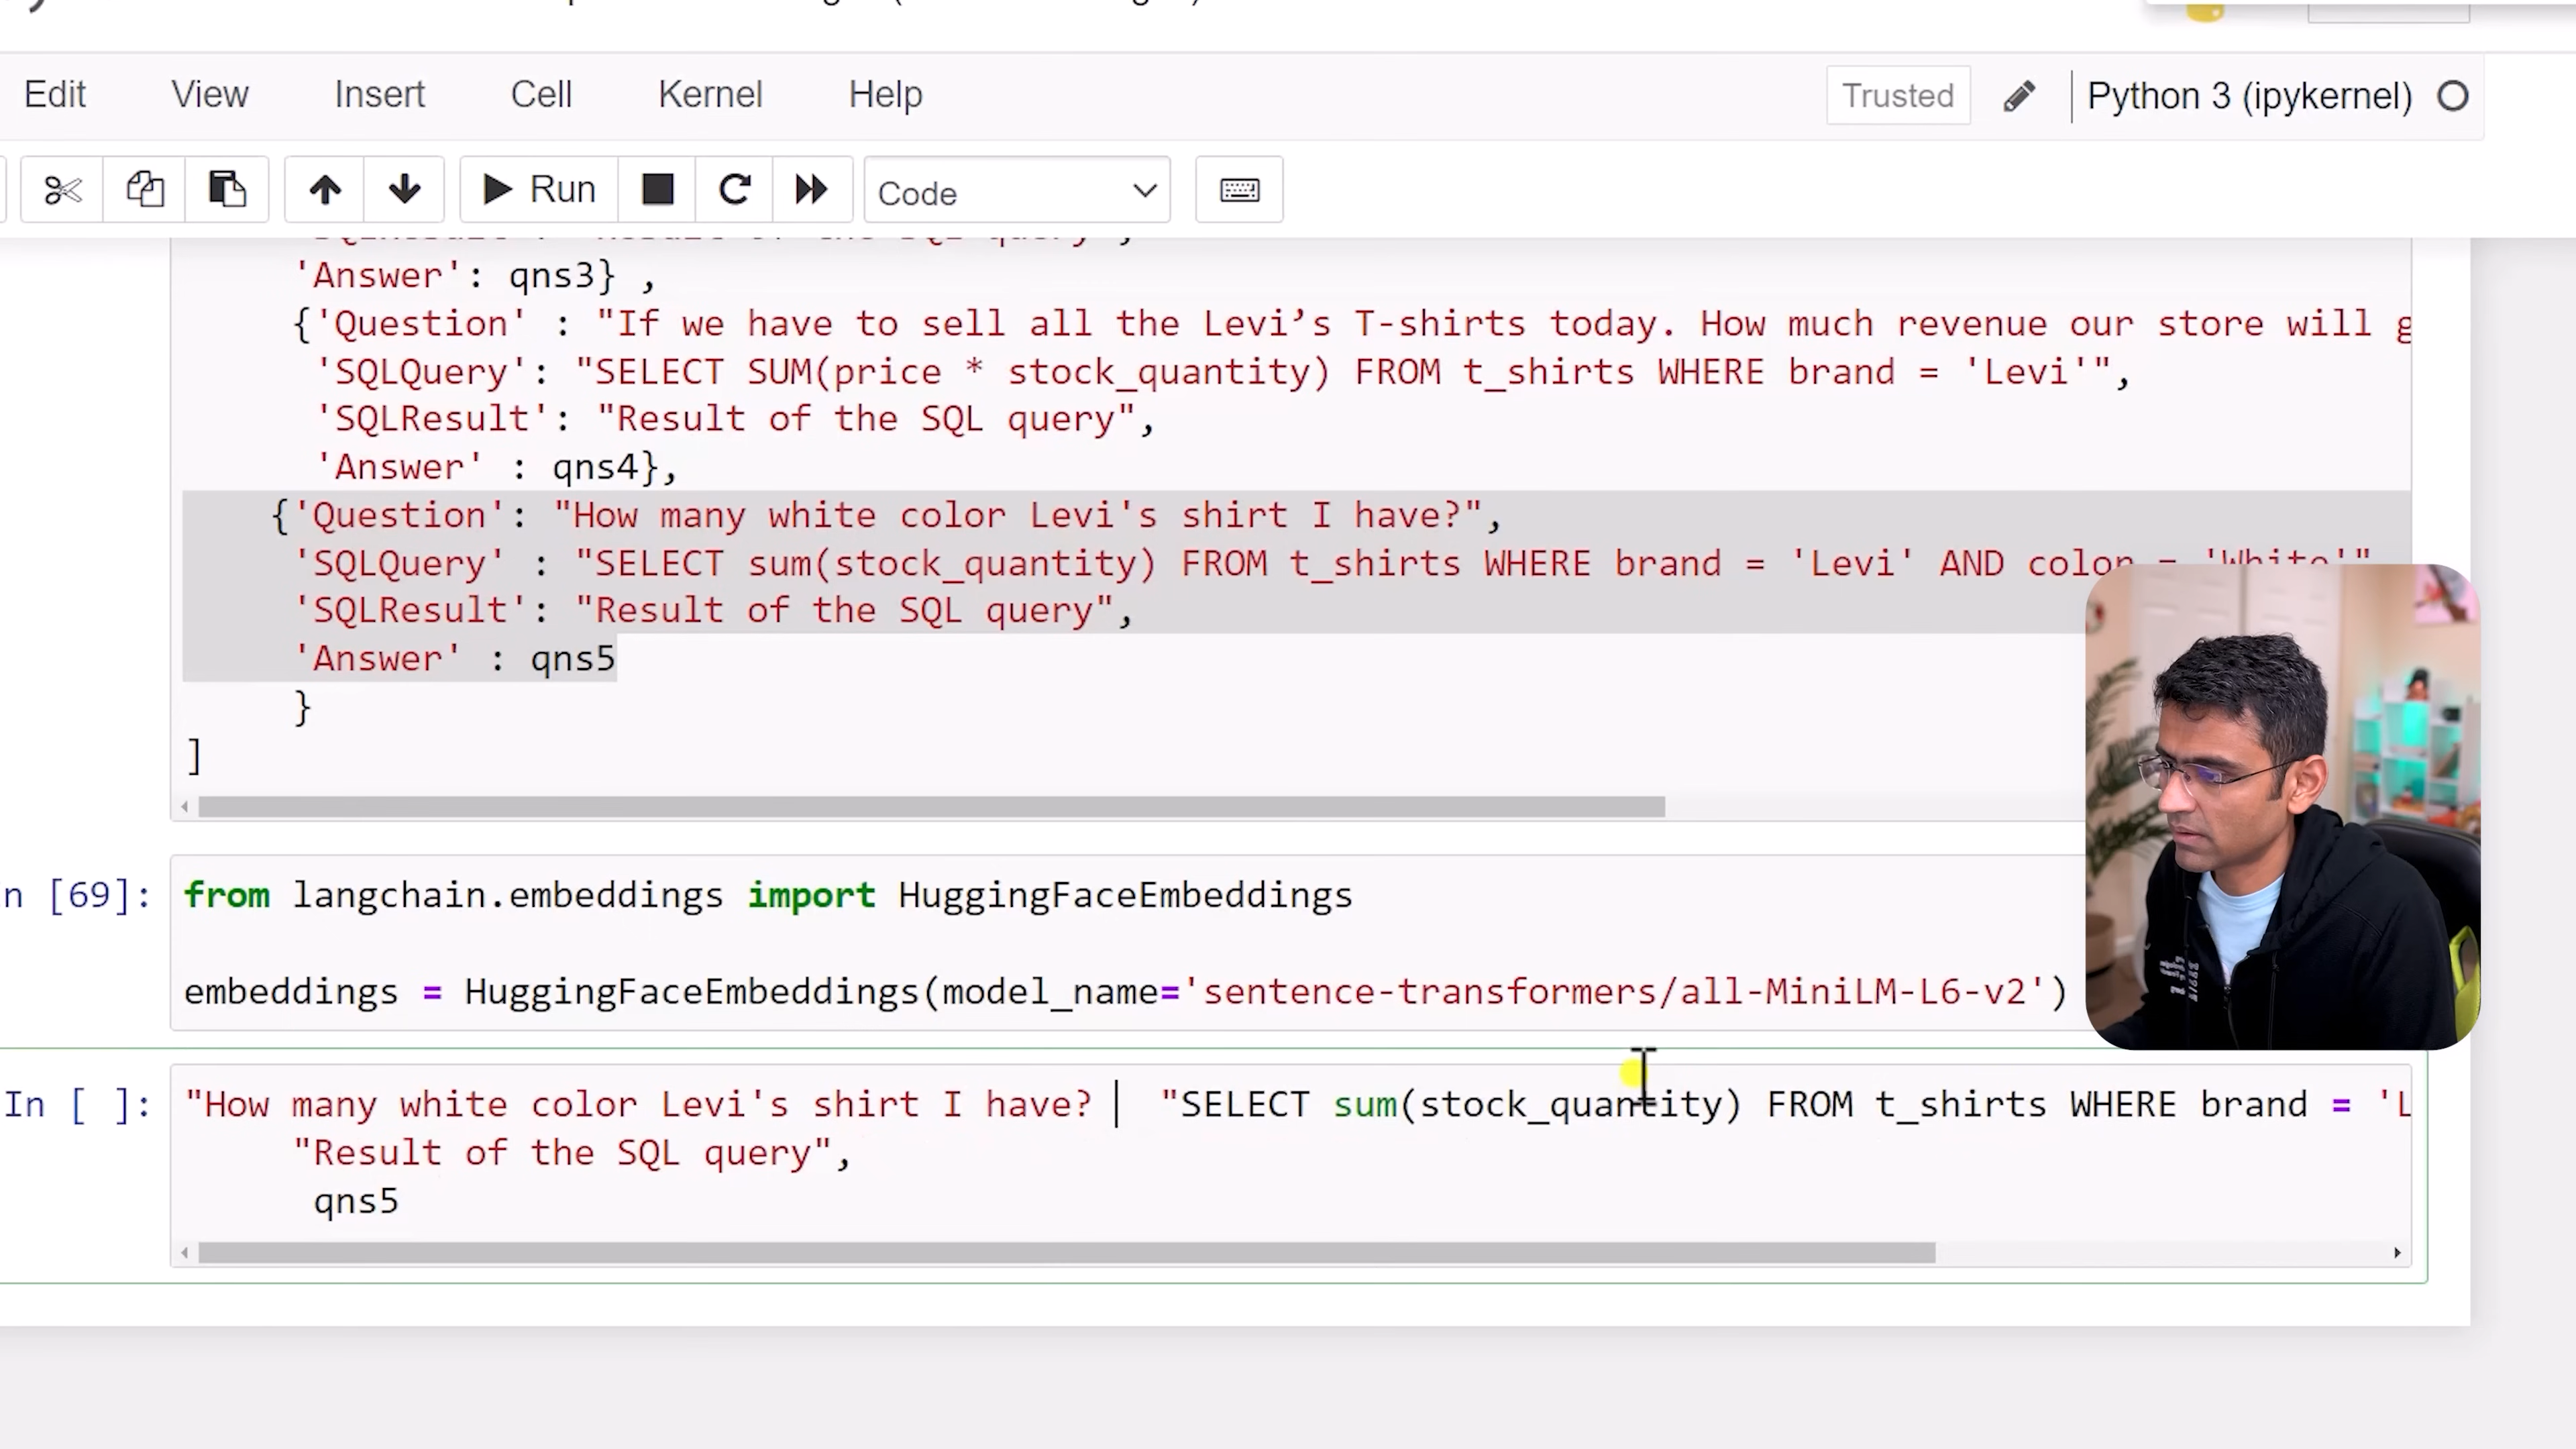 Edit View Insert Cell Kernel Help Trusted Python 3 (ipykernel)
Run Code
'Answer': qns3} ,
{'Question' : "If we have to sell all the Levi’s T-shirts today. How much revenue our store will g
'SQLQuery': "SELECT SUM(price * stock_quantity) FROM t_shirts WHERE brand = 'Levi'",
'SQLResult': "Result of the SQL query",
'Answer' : qns4},
{'Question': "How many white color Levi's shirt I have?",
'SQLQuery' : "SELECT sum(stock_quantity) FROM t_shirts WHERE brand = 'Levi' AND color = 'White'"
'SQLResult': "Result of the SQL query",
'Answer' : qns5
}
]
n [69]: from langchain.embeddings import HuggingFaceEmbeddings
embeddings = HuggingFaceEmbeddings(model_name='sentence-transformers/all-MiniLM-L6-v2')
In [ ]: "How many white color Levi's shirt I have? "SELECT sum(stock_quantity) FROM t_shirts WHERE brand = 'L
"Result of the SQL query",
qns5